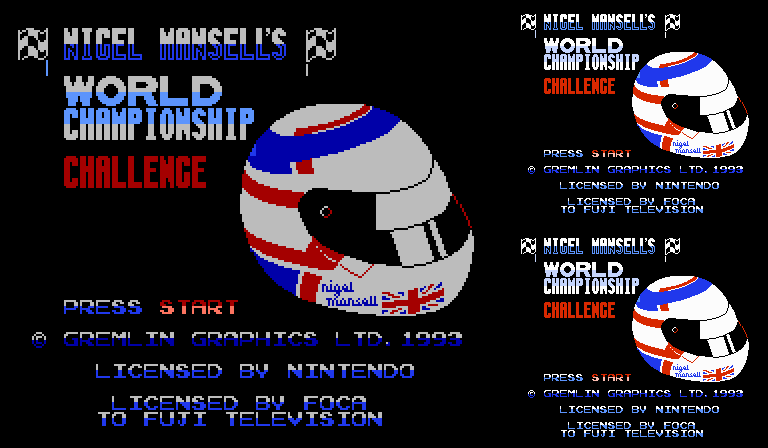 NIGEL MANSELL'S
WORLD
CHAMPIONSHIP
CHALLENGE
nigel
mansell
PRESS START
© GREMLIN GRAPHICS LTD. 1993
LICENSED BY NINTENDO
LICENSED BY FOCA
TO FUJI TELEVISION
NIGEL MANSELL'S
WORLD
CHAMPIONSHIP
CHALLENGE
nigel
mansell
PRESS START
© GREMLIN GRAPHICS LTD. 1993
LICENSED BY NINTENDO
LICENSED BY FOCA
TO FUJI TELEVISION
NIGEL MANSELL'S
WORLD
CHAMPIONSHIP
CHALLENGE
nigel
mansell
PRESS START
© GREMLIN GRAPHICS LTD. 1993
LICENSED BY NINTENDO
LICENSED BY FOCA
TO FUJI TELEVISION